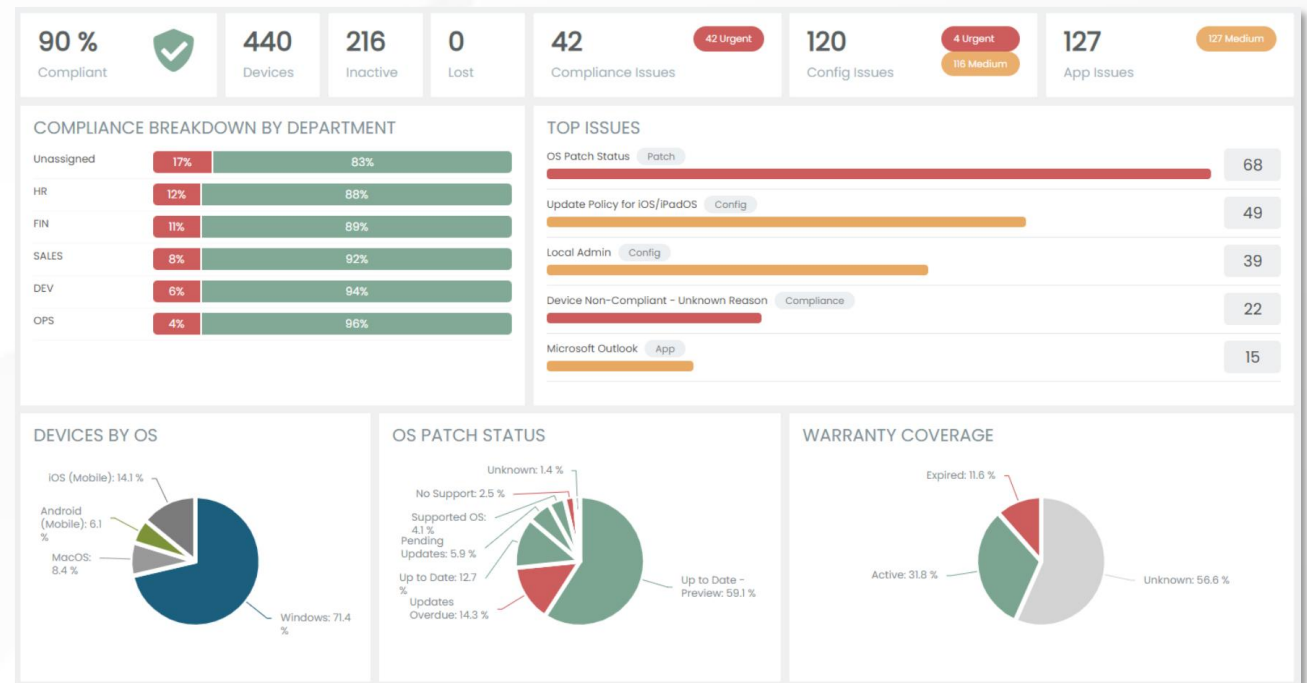 90 %
Compliant
440
Devices
216
Inactive
0
Lost
42
Compliance Issues
42 Urgent
120
Config Issues
4 Urgent
116 Medium
127
App Issues
127 Medium
COMPLIANCE BREAKDOWN BY DEPARTMENT
Unassigned
17%
83%
HR
12%
88%
FIN
11%
89%
SALES
8%
92%
DEV
6%
94%
OPS
4%
96%
TOP ISSUES
OS Patch Status Patch
68
Update Policy for iOS/iPadOS Config
49
Local Admin Config
39
Device Non-Compliant - Unknown Reason Compliance
22
Microsoft Outlook App
15
DEVICES BY OS
iOS (Mobile): 14.1 %
Android
(Mobile): 6.1
%
MacOS:
8.4 %
Windows: 71.4
%
OS PATCH STATUS
Unknown: 1.4 %
No Support: 2.5 %
Supported OS:
4.1 %
Pending
Updates: 5.9 %
Up to Date: 12.7
%
Updates
Overdue: 14.3 %
Up to Date -
Preview: 59.1 %
WARRANTY COVERAGE
Expired: 11.6 %
Active: 31.8 %
Unknown: 56.6 %